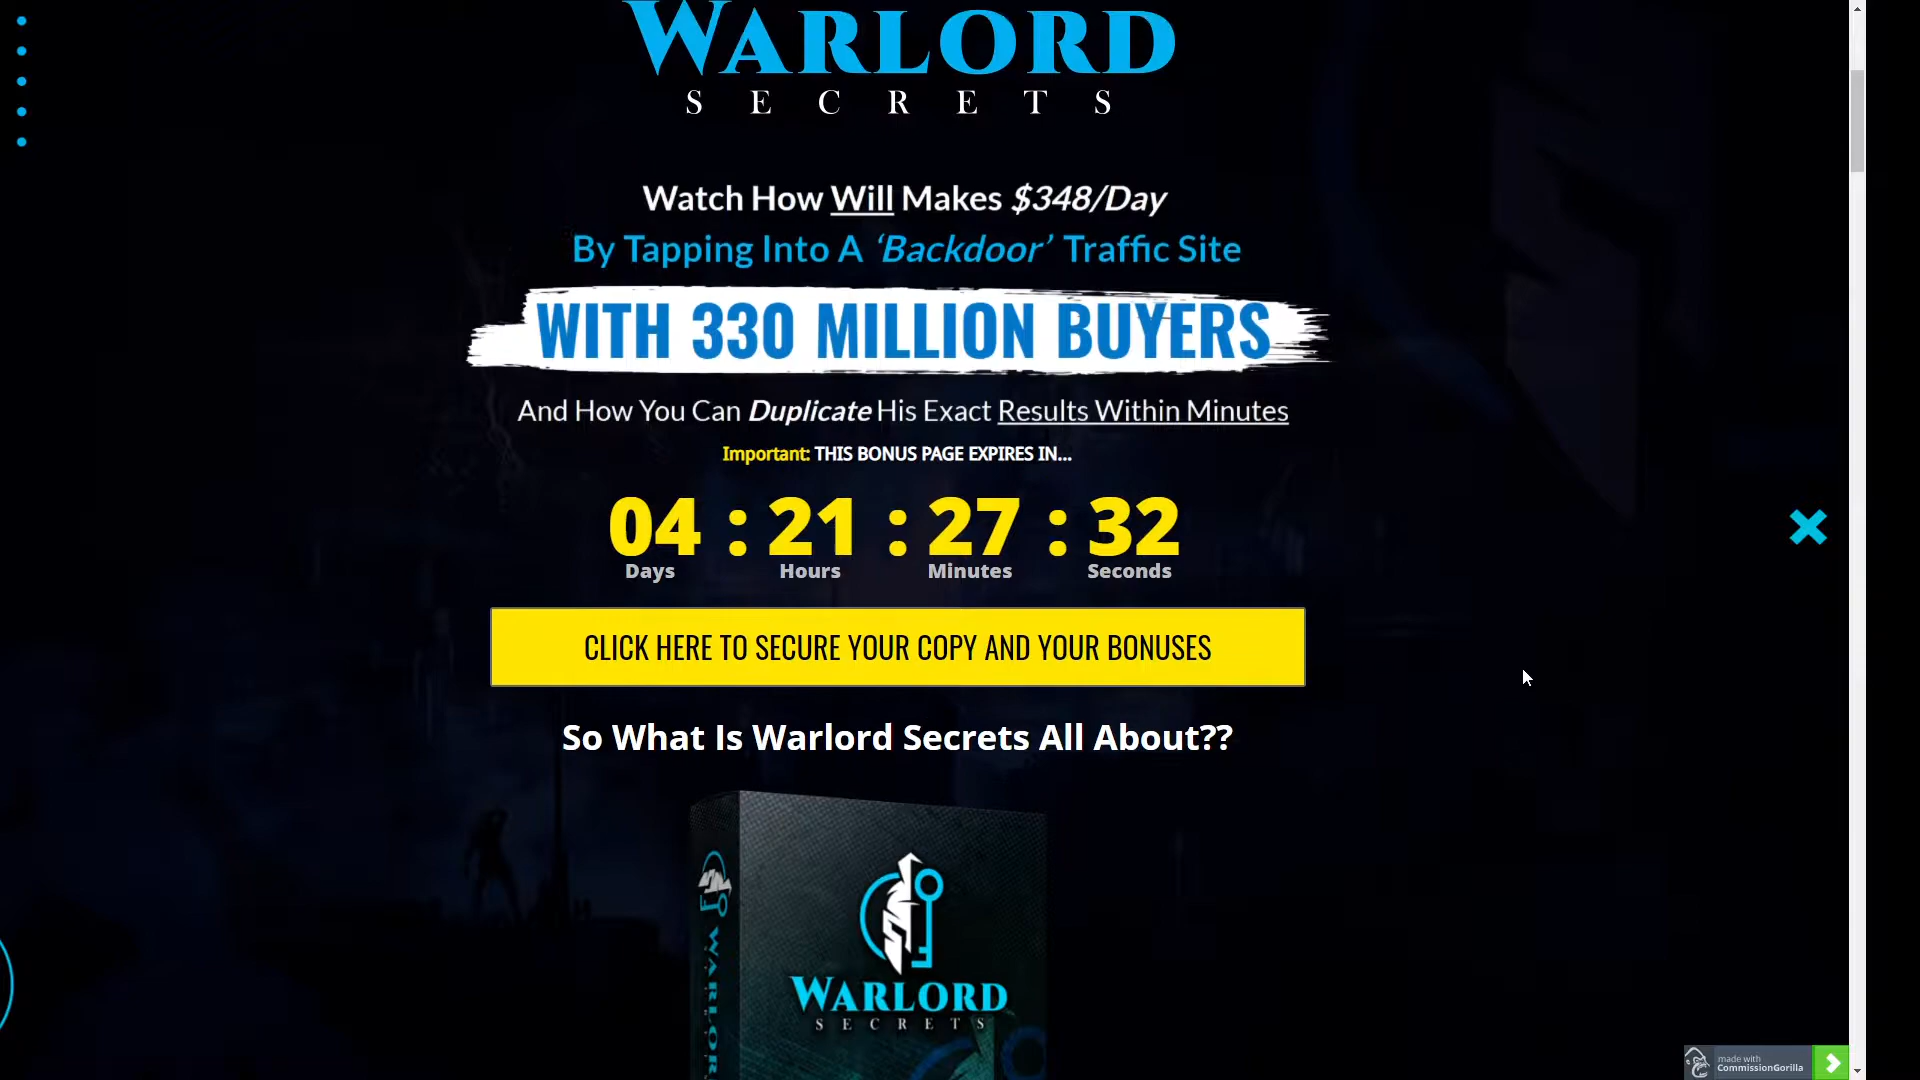 WARLORD
SECRETS
Watch How Will Makes $348/Day
By Tapping Into A ‘Backdoor’ Traffic Site
WITH 330 MILLION BUYERS
And How You Can Duplicate His Exact Results Within Minutes
Important: THIS BONUS PAGE EXPIRES IN...
04 : 21 : 27 : 32
Days Hours Minutes Seconds
CLICK HERE TO SECURE YOUR COPY AND YOUR BONUSES
So What Is Warlord Secrets All About??
WARLORD
SECRETS
WARLOR
made with
CommissionGorilla